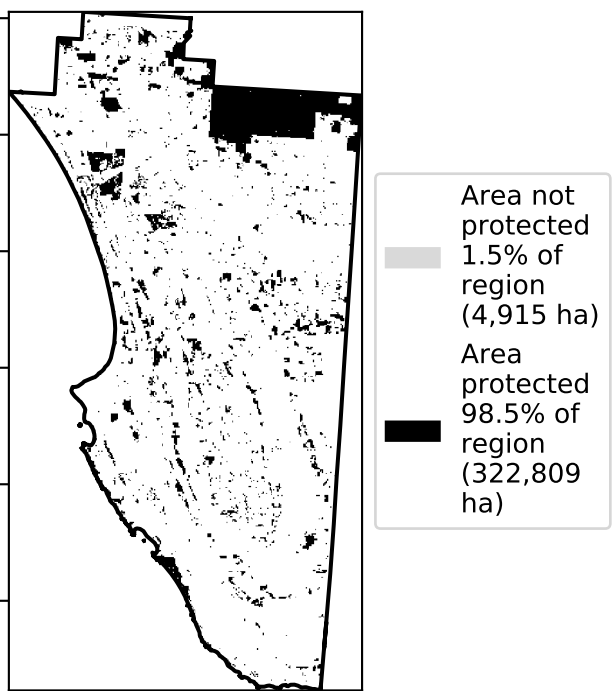 Area not
protected
1.5% of
region
(4,915 ha)
Area
protected
98.5% of
region
(322,809
ha)